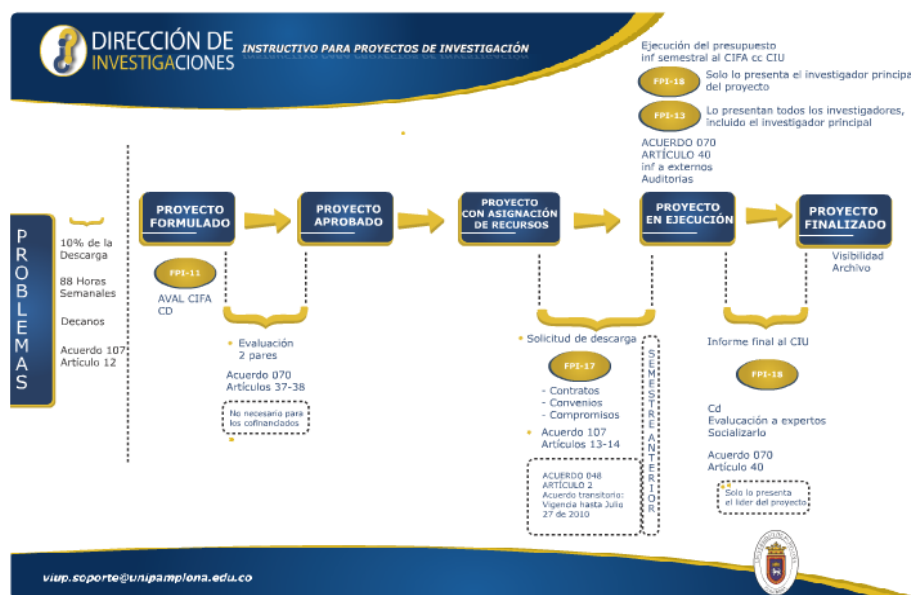 DIRECCIÓN DE
INVESTIGACIONES
INSTRUCTIVO PARA PROYECTOS DE INVESTIGACIÓN
Ejecución del presupuesto
inf semestral al CIFA cc CIU
FPI-18
Solo lo presenta el investigador principal
del proyecto
FPI-13
Lo presentan todos los investigadores,
incluido el investigador principal
ACUERDO 070
ARTÍCULO 40
inf a externos
Auditorias
PROBLEMAS
10% de la
Descarga
88 Horas
Semanales
Decanos
Acuerdo 107
Artículo 12
PROYECTO
FORMULADO
PROYECTO
APROBADO
PROYECTO
CON ASIGNACIÓN
DE RECURSOS
PROYECTO
EN EJECUCIÓN
PROYECTO
FINALIZADO
Visibilidad
Archivo
FPI-11
AVAL CIFA
CD
Evaluación
2 pares
Acuerdo 070
Artículos 37-38
No necesario para
los cofinanciados
Solicitud de descarga
FPI-17
- Contratos
- Convenios
- Compromisos
Acuerdo 107
Artículos 13-14
ACUERDO 048
ARTÍCULO 2
Acuerdo transitorio:
Vigencia hasta Julio
27 de 2010
SEMESTRE ANTERIOR
Informe final al CIU
FPI-18
Cd
Evalucación a expertos
Socializarlo
Acuerdo 070
Artículo 40
Solo lo presenta
el lider del proyecto
viup.soporte@unipamplona.edu.co